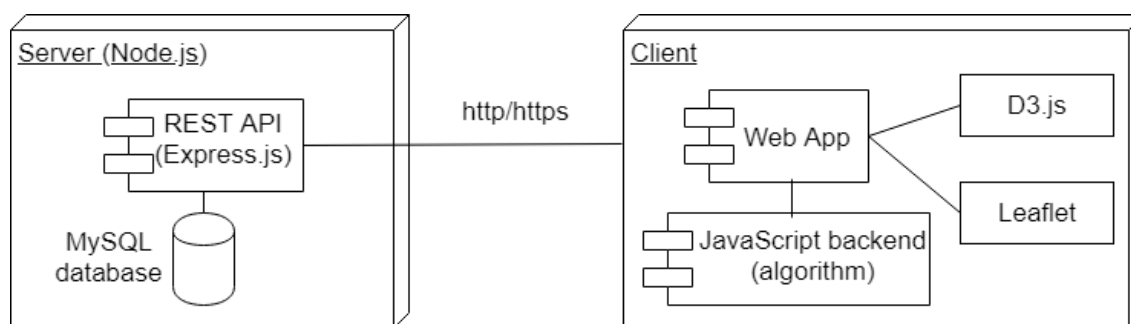 Server (Node.js)
REST API
(Express.js)
MySQL
database
http/https
Client
Web App
D3.js
Leaflet
JavaScript backend
(algorithm)